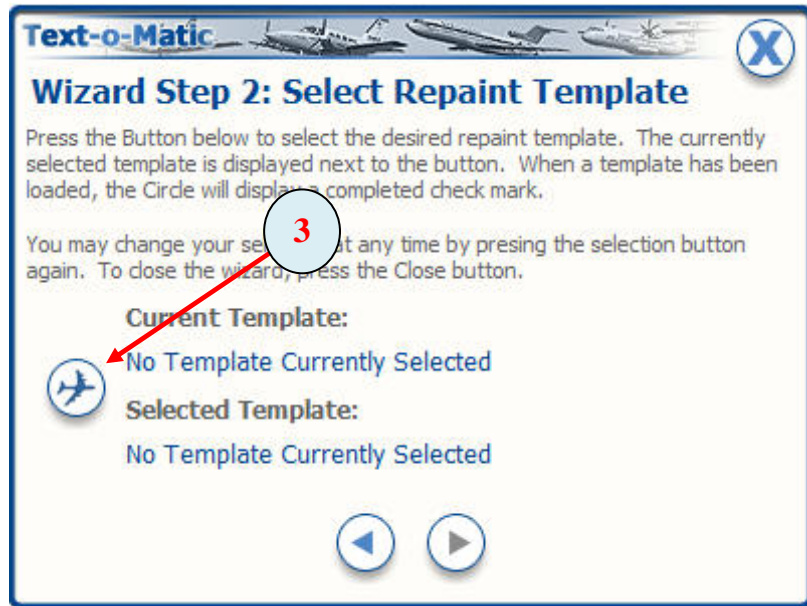 Text-o-Matic
X
Wizard Step 2: Select Repaint Template
Press the Button below to select the desired repaint template. The currently
selected template is displayed next to the button. When a template has been
loaded, the Circle will display a completed check mark.
3
You may change your se at any time by presing the selection button
again. To close the wizard, press the Close button.
Current Template:
No Template Currently Selected
Selected Template:
No Template Currently Selected